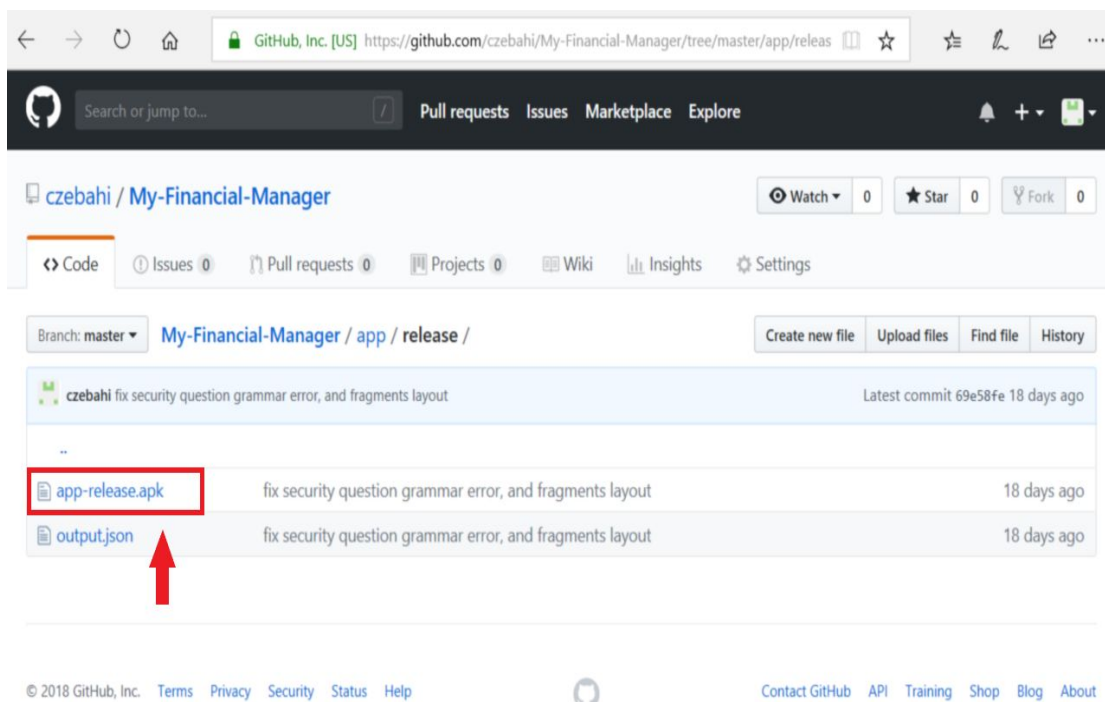 GitHub, Inc. [US] https://github.com/czebahi/My-Financial-Manager/tree/master/app/releas
Search or jump to... / Pull requests Issues Marketplace Explore
czebahi / My-Financial-Manager Watch 0 Star 0 Fork 0
Code Issues 0 Pull requests 0 Projects 0 Wiki Insights Settings
Branch: master My-Financial-Manager / app / release / Create new file Upload files Find file History
czebahi fix security question grammar error, and fragments layout Latest commit 69e58fe 18 days ago
..
app-release.apk fix security question grammar error, and fragments layout 18 days ago
output.json fix security question grammar error, and fragments layout 18 days ago
© 2018 GitHub, Inc. Terms Privacy Security Status Help Contact GitHub API Training Shop Blog About